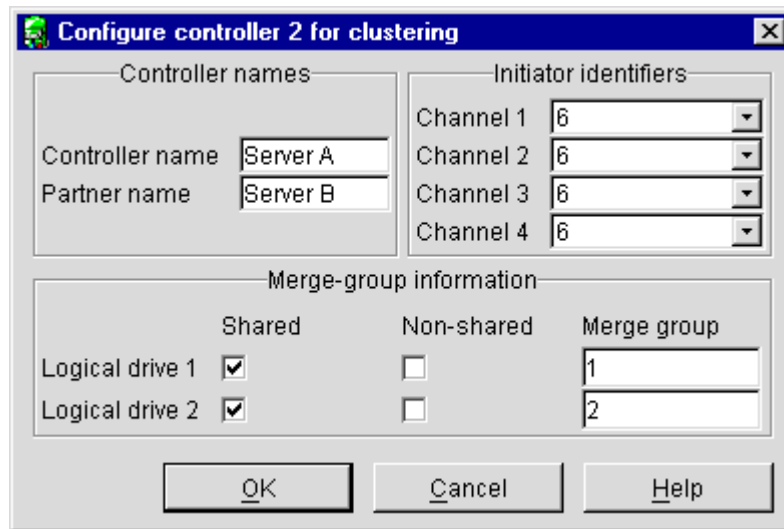 Configure controller 2 for clustering
Controller names
Controller name Server A
Partner name Server B
Initiator identifiers
Channel 1 6
Channel 2 6
Channel 3 6
Channel 4 6
Merge-group information
Shared Non-shared Merge group
Logical drive 1 1
Logical drive 2 2
OK Cancel Help